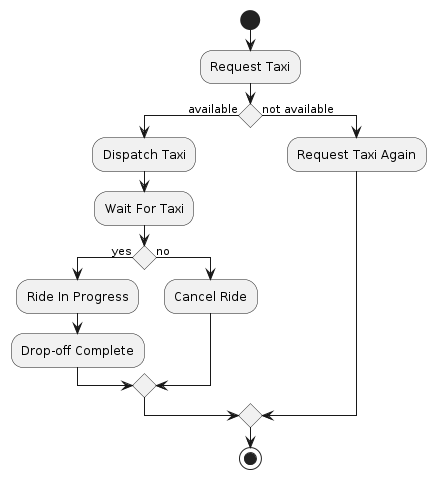 Request Taxi
available
not available
Dispatch Taxi
Request Taxi Again
Wait For Taxi
yes
no
Ride In Progress
Cancel Ride
Drop-off Complete